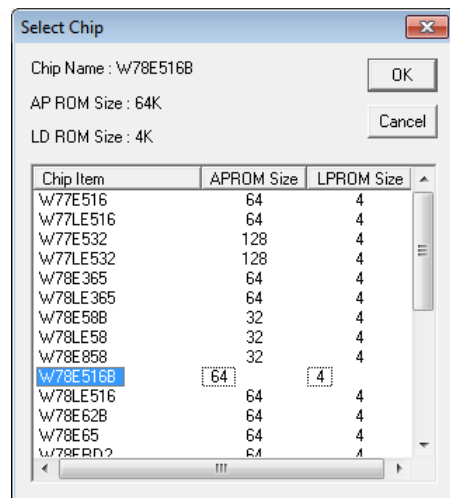 Select Chip
Chip Name : W78E516B
OK
AP ROM Size : 64K
Cancel
LD ROM Size : 4K
Chip Item APROM Size LPROM Size
W77E516 64 4
W77LE516 64 4
W77E532 128 4
W77LE532 128 4
W78E365 64 4
W78LE365 64 4
W78E58B 32 4
W78LE58 32 4
W78E858 32 4
W78E516B 64 4
W78LE516 64 4
W78E62B 64 4
W78E65 64 4
W78ERD2 64 4